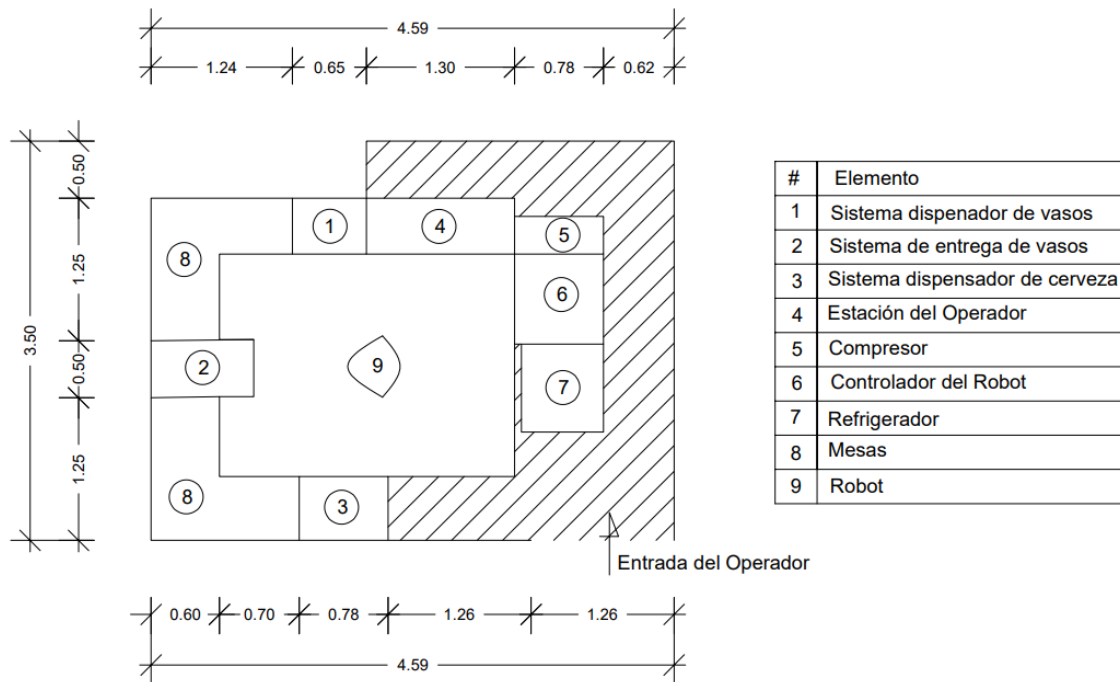 4.59
1.24 0.65 1.30 0.78 0.62
3.50
0.50
1.25
0.50
1.25
1
4
5
8
6
2
9
7
8
3
# Elemento
1 Sistema dispenador de vasos
2 Sistema de entrega de vasos
3 Sistema dispensador de cerveza
4 Estación del Operador
5 Compresor
6 Controlador del Robot
7 Refrigerador
8 Mesas
9 Robot
Entrada del Operador
0.60 0.70 0.78 1.26 1.26
4.59